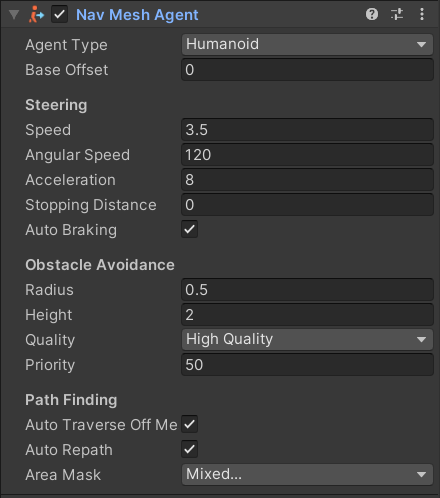 Nav Mesh Agent
Agent Type Humanoid
Base Offset 0
Steering
Speed 3.5
Angular Speed 120
Acceleration 8
Stopping Distance 0
Auto Braking
Obstacle Avoidance
Radius 0.5
Height 2
Quality High Quality
Priority 50
Path Finding
Auto Traverse Off Me
Auto Repath
Area Mask Mixed...